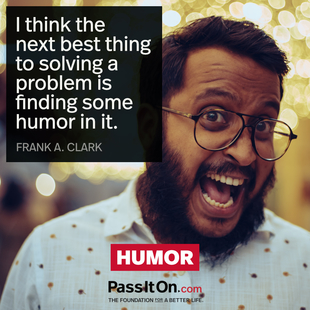 I think the
next best thing
to solving a
problem is
finding some
humor in it.
FRANK A. CLARK
HUMOR
PassItOn.com
THE FOUNDATION FOR A BETTER LIFE